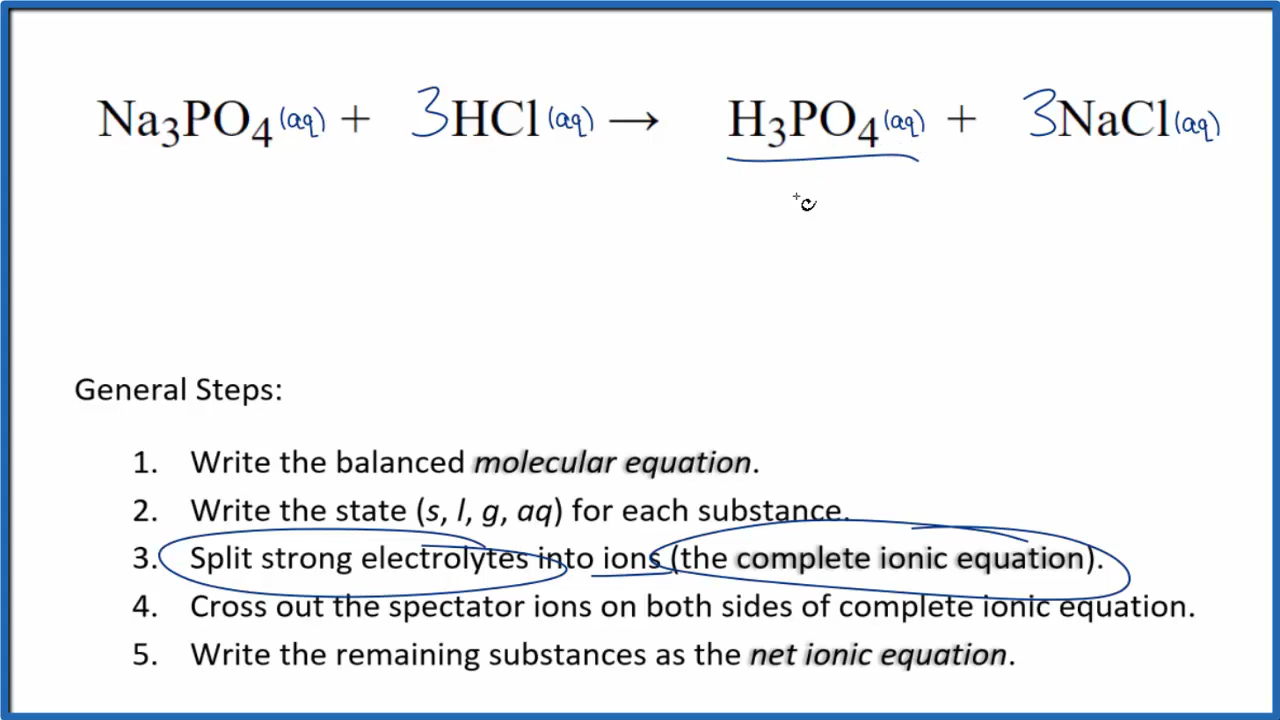 Na₃PO₄ (aq) + 3HCl (aq) → H₃PO₄ (aq) + 3NaCl (aq)
General Steps:
1. Write the balanced molecular equation.
2. Write the state (s, l, g, aq) for each substance.
3. Split strong electrolytes into ions (the complete ionic equation).
4. Cross out the spectator ions on both sides of complete ionic equation.
5. Write the remaining substances as the net ionic equation.